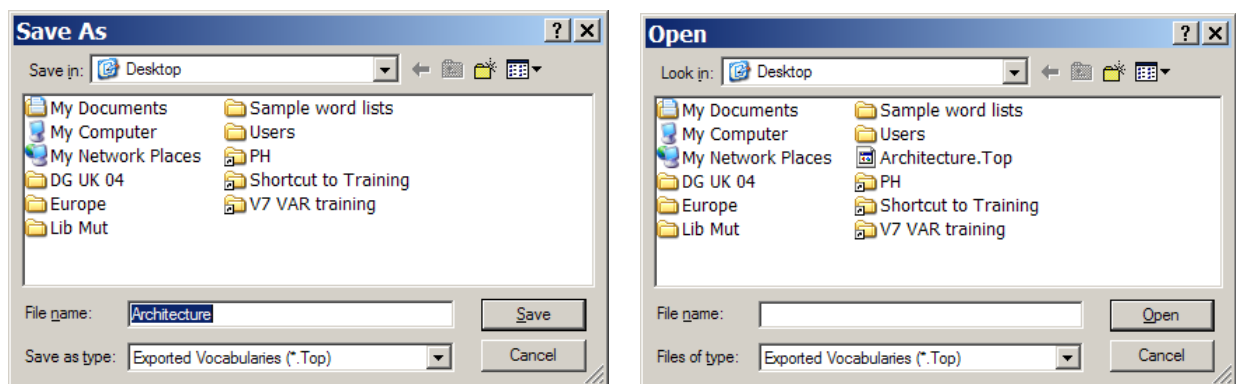 Save As
Save in: Desktop
My Documents Sample word lists
My Computer Users
My Network Places PH
DG UK 04 Shortcut to Training
Europe V7 VAR training
Lib Mut
File name: Architecture Save
Save as type: Exported Vocabularies (*.Top) Cancel
Open
Look in: Desktop
My Documents Sample word lists
My Computer Users
My Network Places Architecture.Top
DG UK 04 PH
Europe Shortcut to Training
Lib Mut V7 VAR training
File name: Open
Files of type: Exported Vocabularies (*.Top) Cancel